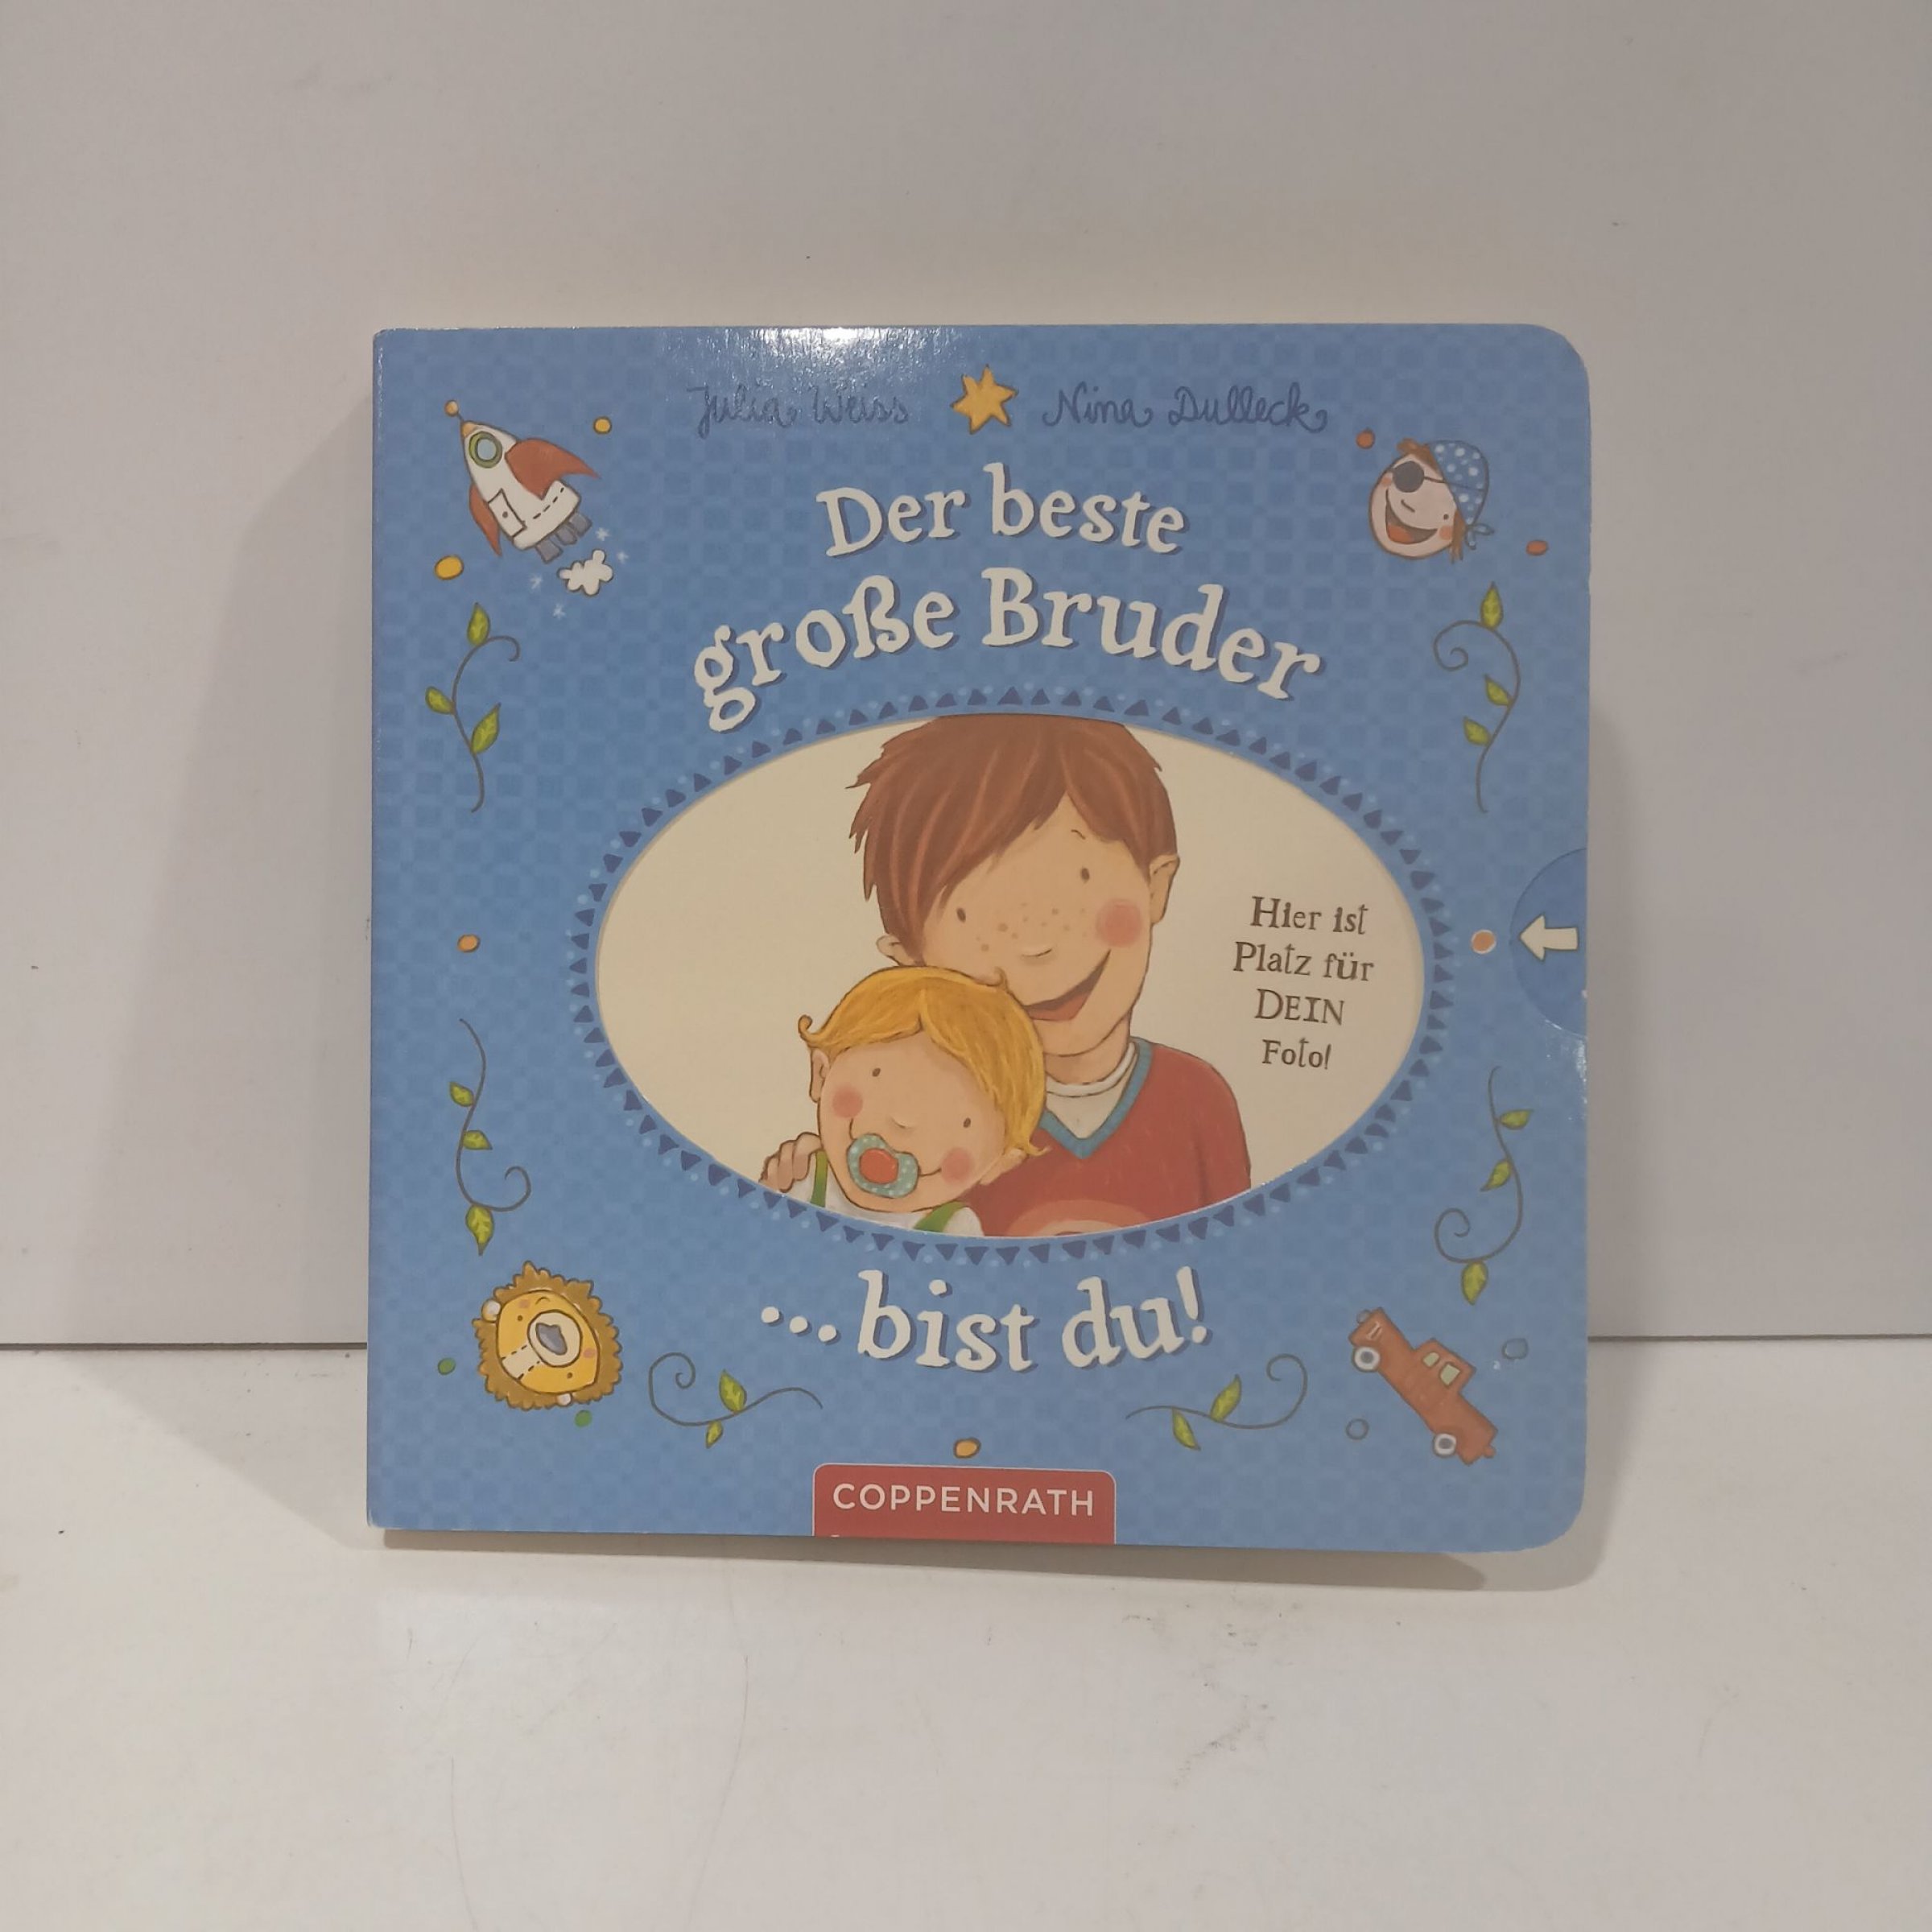 Julia Weiss Nina Dulleck
Der beste
große Bruder
Hier ist
Platz für
DEIN
Foto!
...bist du!
COPPENRATH